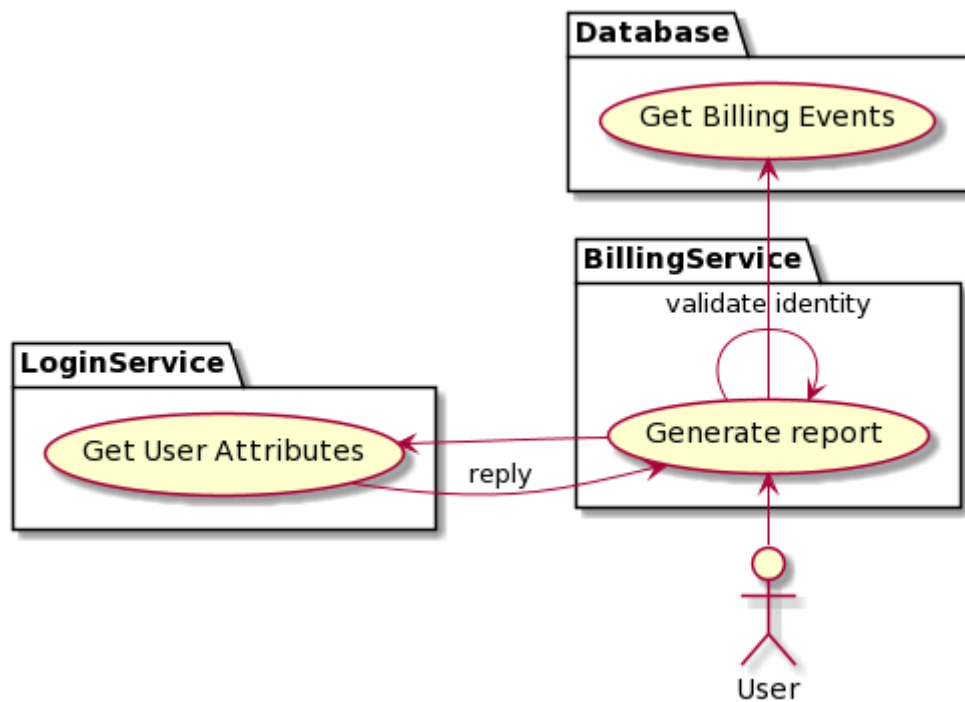 Database
Get Billing Events
BillingService
validate identity
LoginService
Generate report
Get User Attributes
reply
User